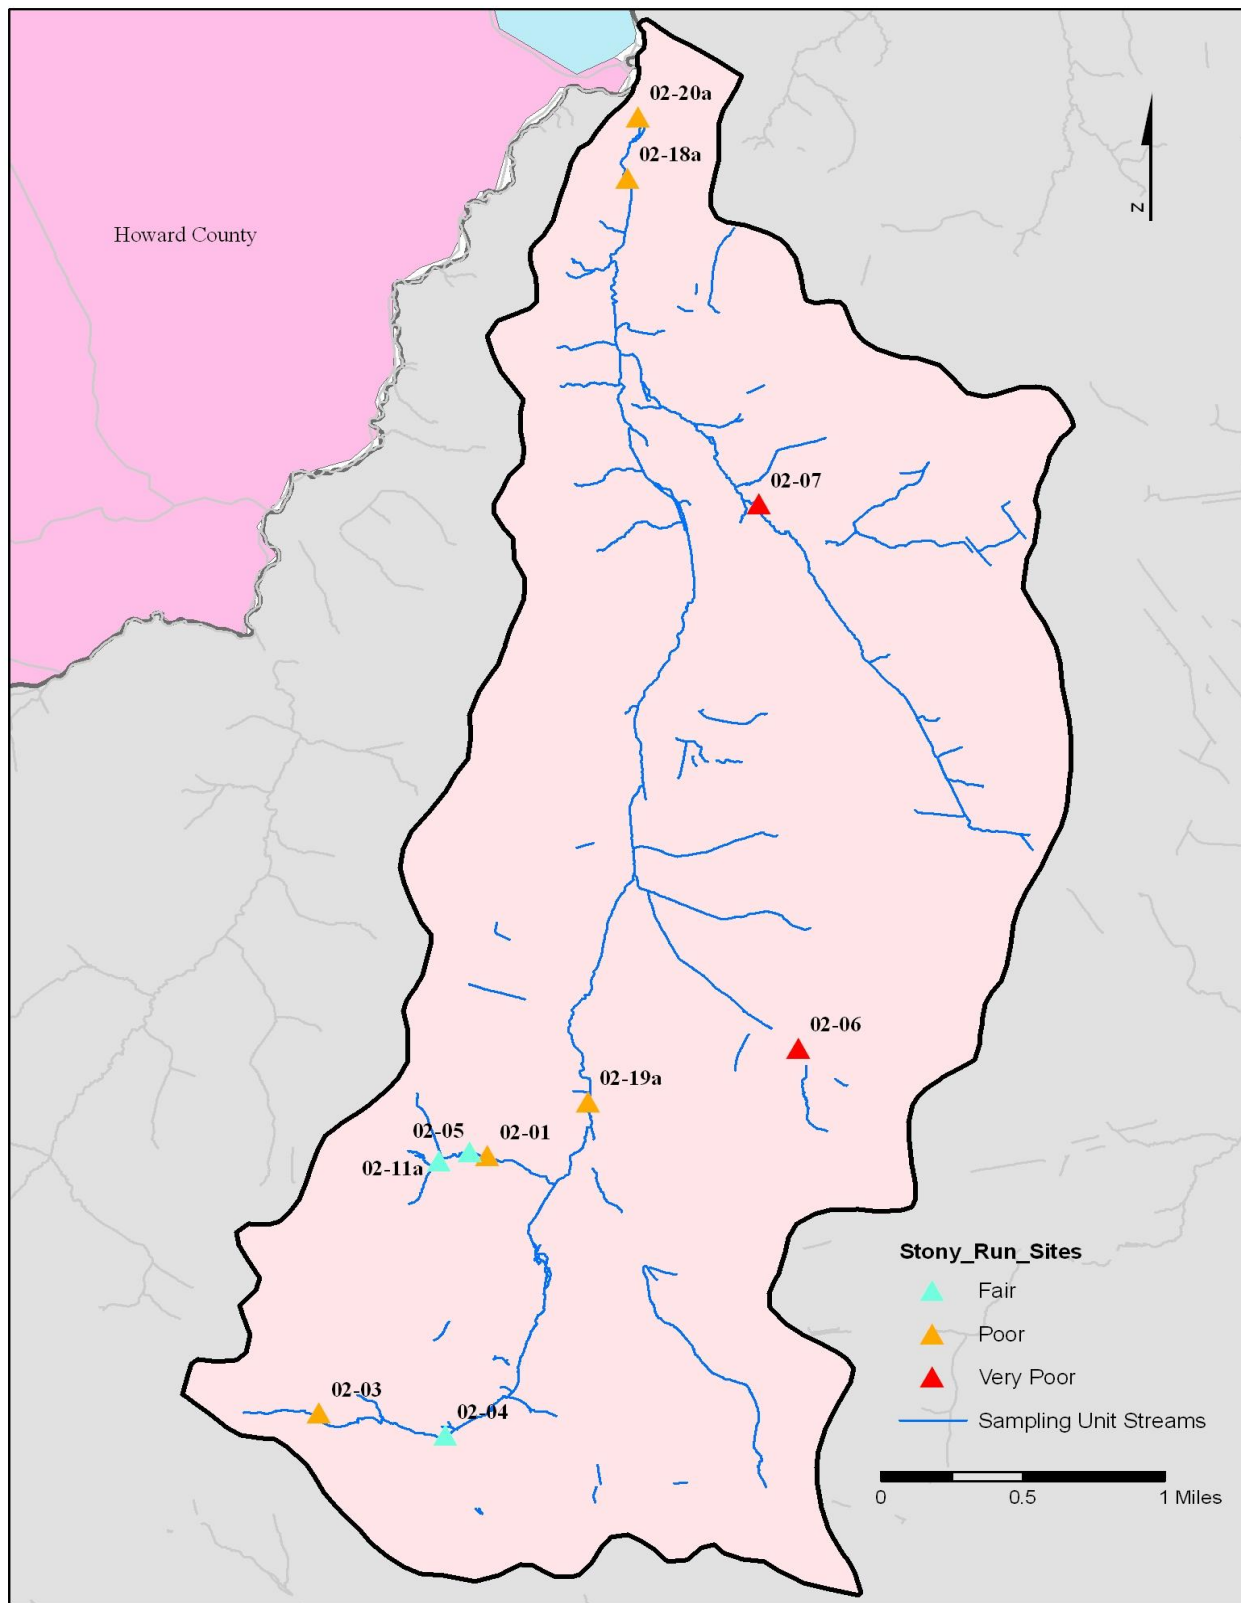 02-20a
02-18a
Howard County
N
02-07
02-06
02-19a
02-05
02-01
02-11a
Stony_Run_Sites
Fair
Poor
Very Poor
Sampling Unit Streams
02-03
02-04
0 0.5 1 Miles